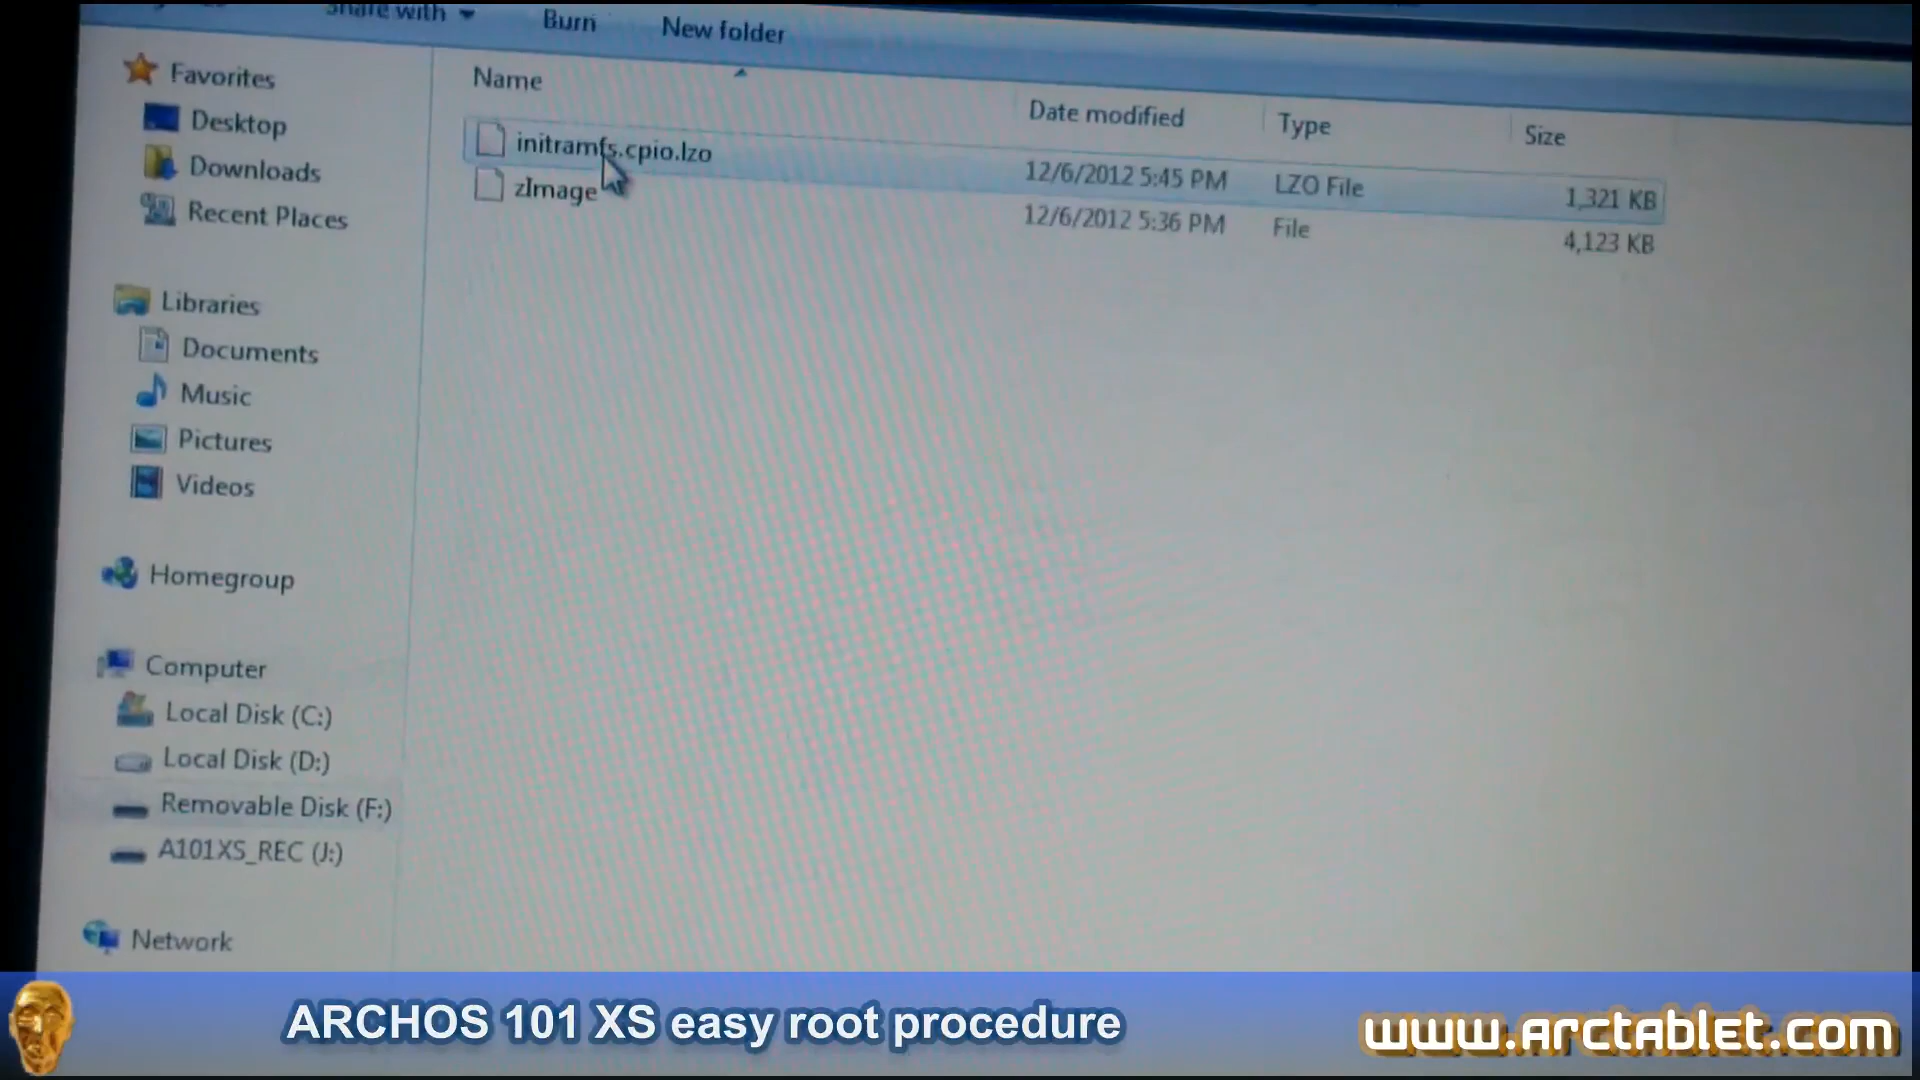 Share with
Burn
New folder
Favorites
Desktop
Downloads
Recent Places
Libraries
Documents
Music
Pictures
Videos
Homegroup
Computer
Local Disk (C:)
Local Disk (D:)
Removable Disk (F:)
A101XS_REC (J:)
Network
Name Date modified Type Size
initramfs.cpio.lzo 12/6/2012 5:45 PM LZO File 1,321 KB
zImage 12/6/2012 5:36 PM File 4,123 KB
ARCHOS 101 XS easy root procedure
www.arctablet.com